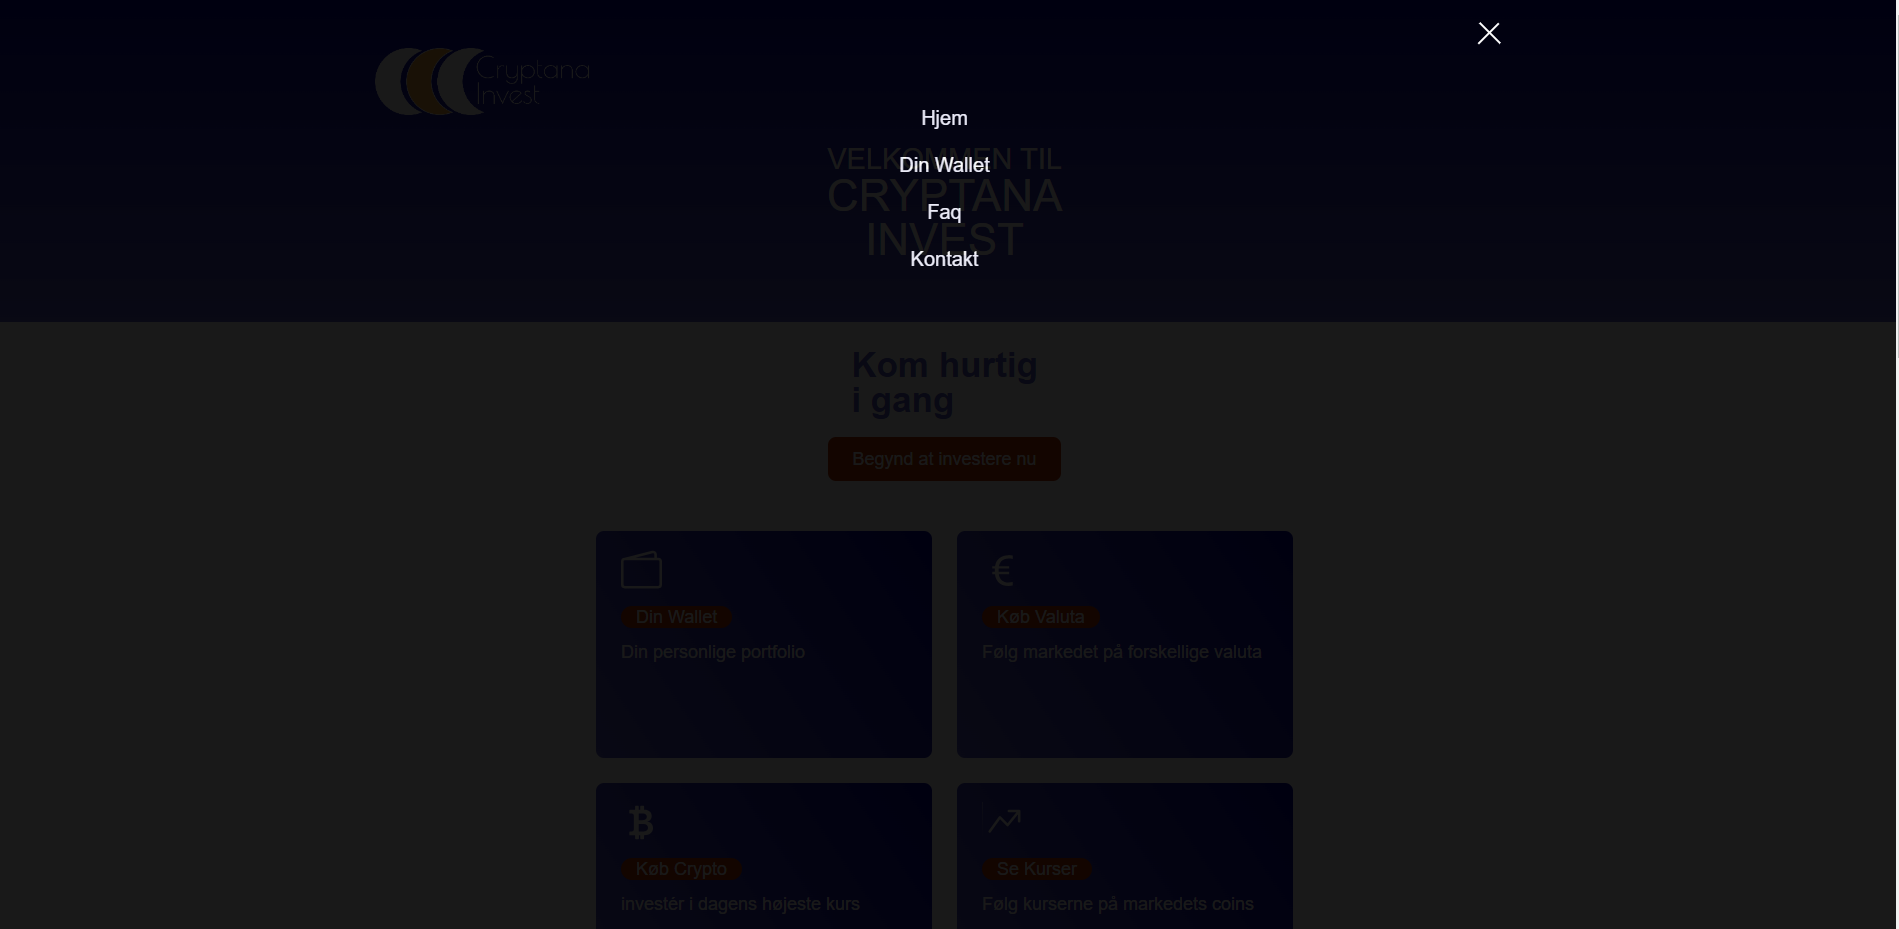 Cryptana
Invest
Hjem
VELKOMMEN TIL
Din Wallet
CRYPTANA
Faq
INVEST
Kontakt
Kom hurtig
i gang
Begynd at investere nu
Din Wallet
Din personlige portfolio
€
Køb Valuta
Følg markedet på forskellige valuta
Køb Crypto
investér i dagens højeste kurs
Se Kurser
Følg kurserne på markedets coins